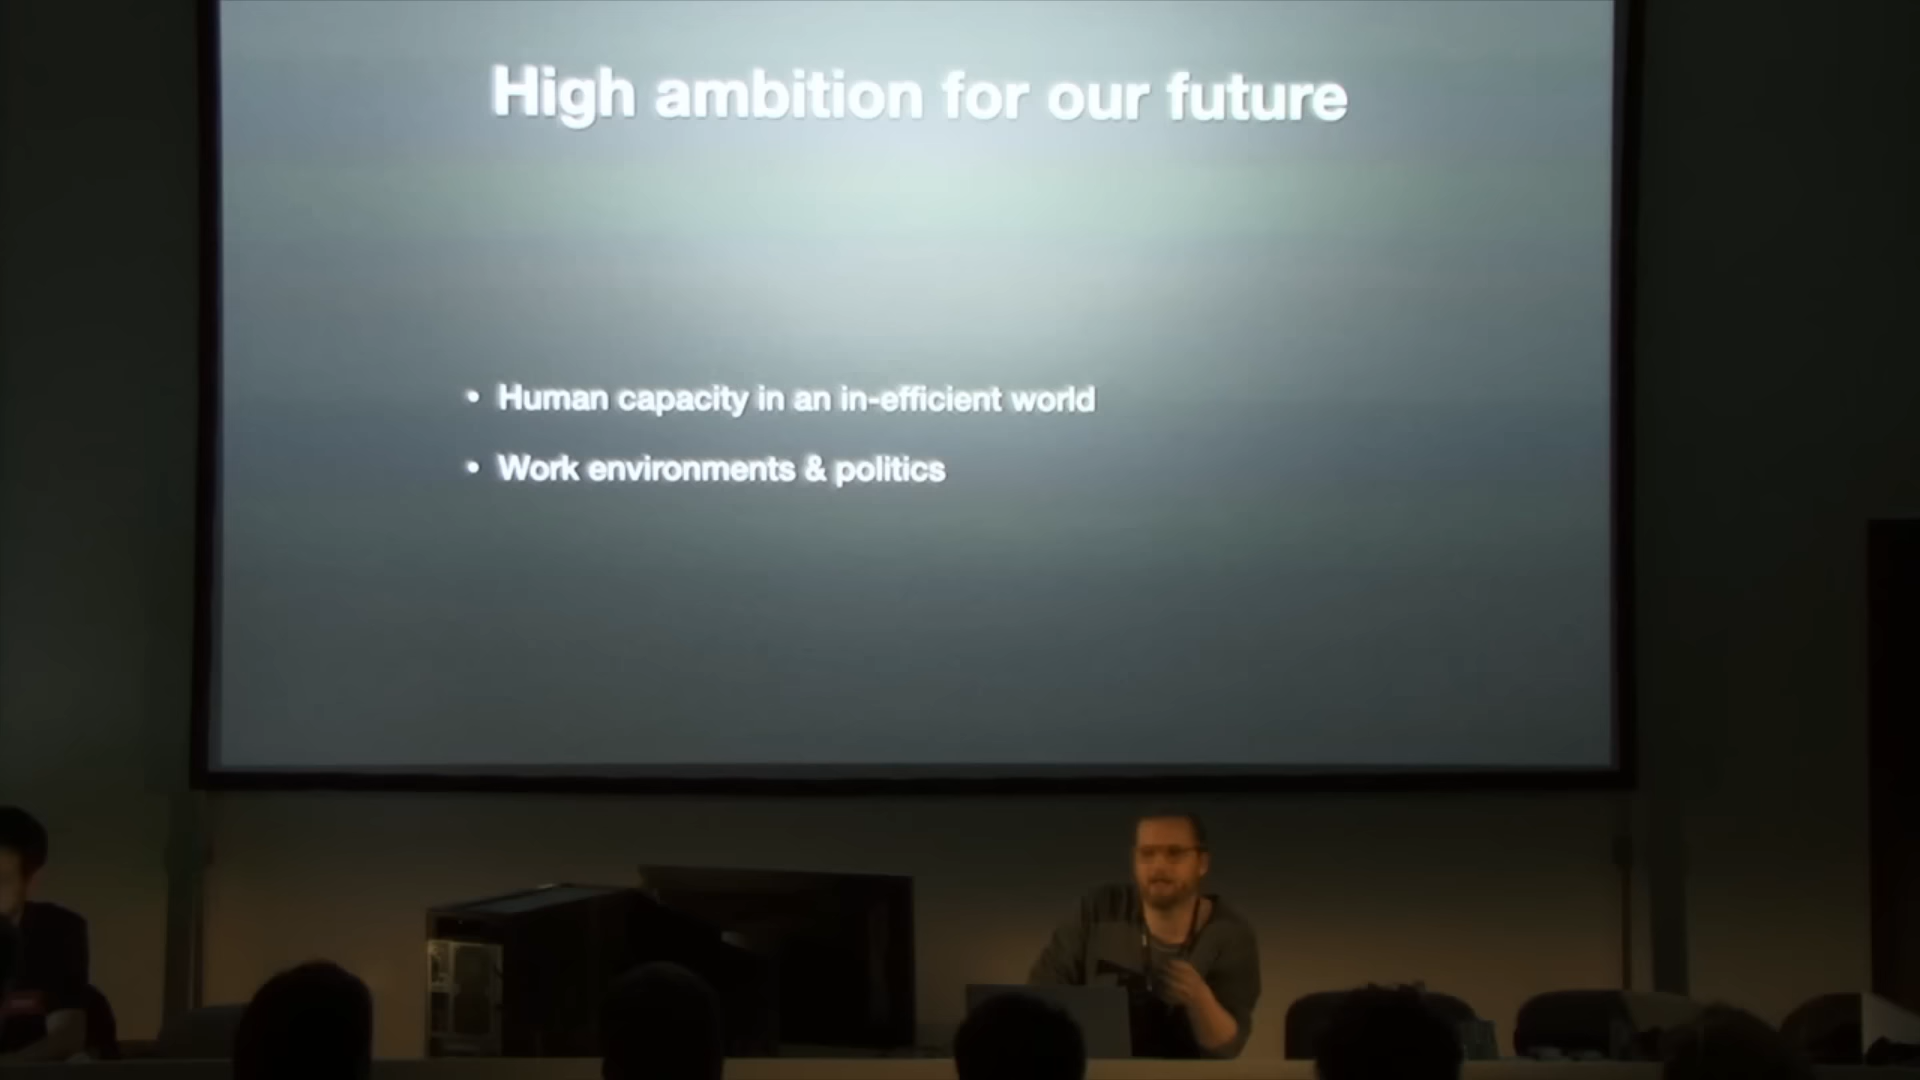 High ambition for our future
• Human capacity in an in-efficient world
• Work environments & politics